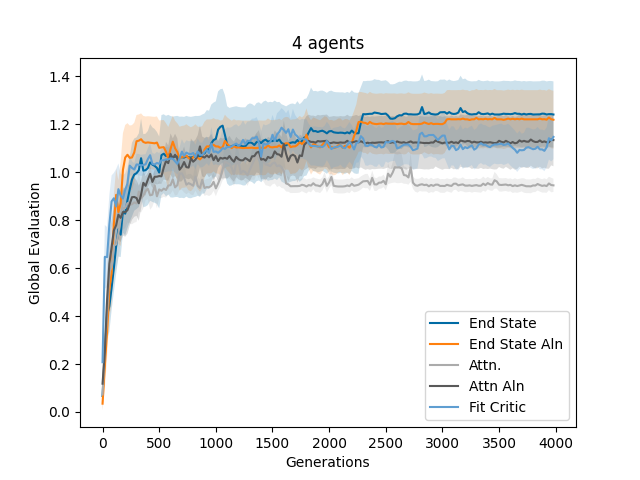 4 agents
Global Evaluation
1.4
1.2
1.0
0.8
0.6
0.4
0.2
0.0
End State
End State Aln
Attn.
Attn Aln
Fit Critic
0 500 1000 1500 2000 2500 3000 3500 4000
Generations